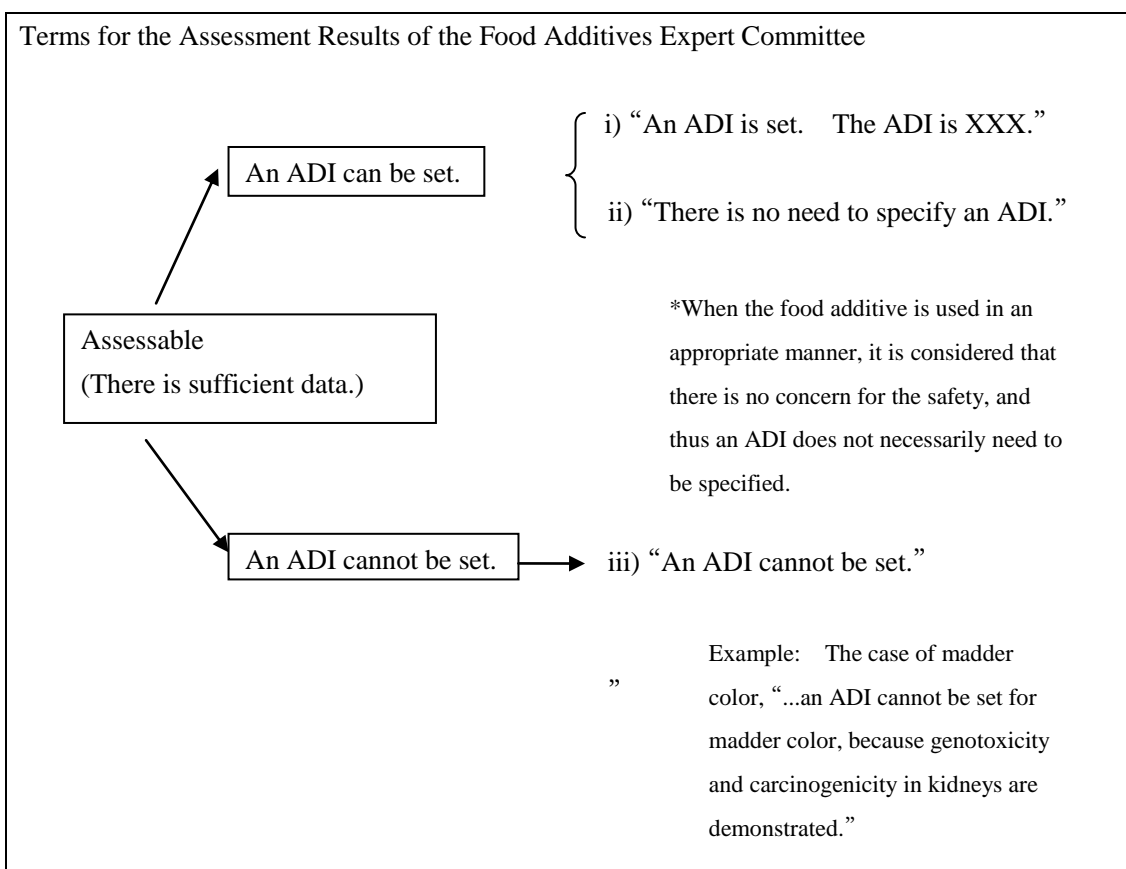 Terms for the Assessment Results of the Food Additives Expert Committee
i) “An ADI is set. The ADI is XXX.”
An ADI can be set.
ii) “There is no need to specify an ADI.”
*When the food additive is used in an
appropriate manner, it is considered that
there is no concern for the safety, and
thus an ADI does not necessarily need to
be specified.
Assessable
(There is sufficient data.)
An ADI cannot be set.
iii) “An ADI cannot be set.”
”
Example: The case of madder
color, “...an ADI cannot be set for
madder color, because genotoxicity
and carcinogenicity in kidneys are
demonstrated.”